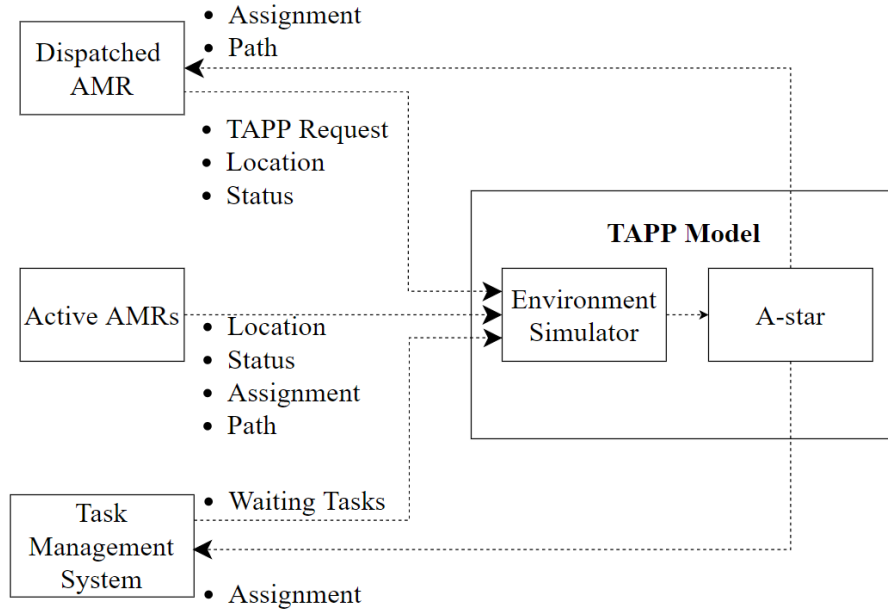 • Assignment
• Path
Dispatched
AMR
• TAPP Request
• Location
• Status
TAPP Model
Active AMRs
Environment
Simulator
A-star
• Location
• Status
• Assignment
• Path
• Waiting Tasks
Task
Management
System
• Assignment